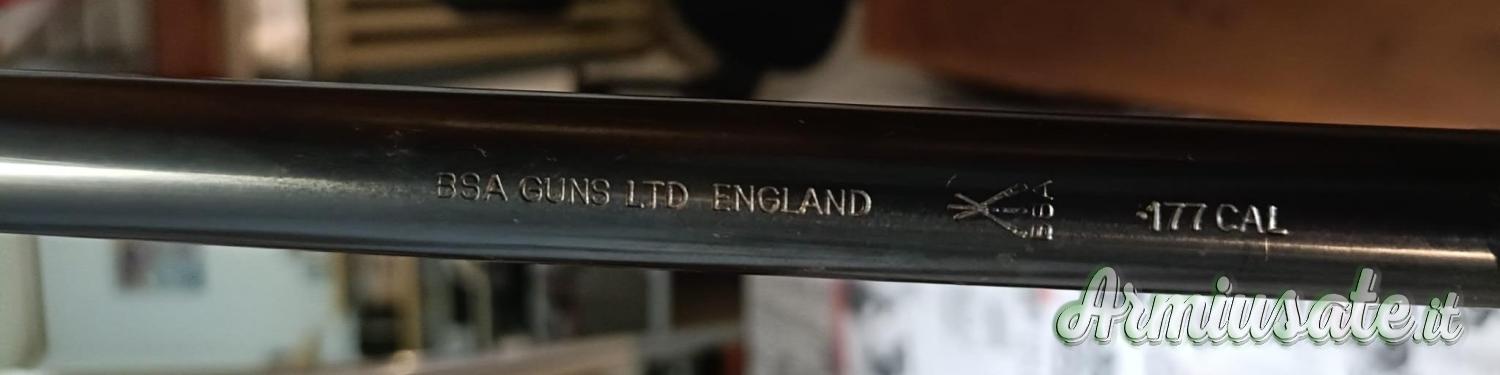 BSA GUNS LTD ENGLAND BSA .177 CAL
Armiusate.it